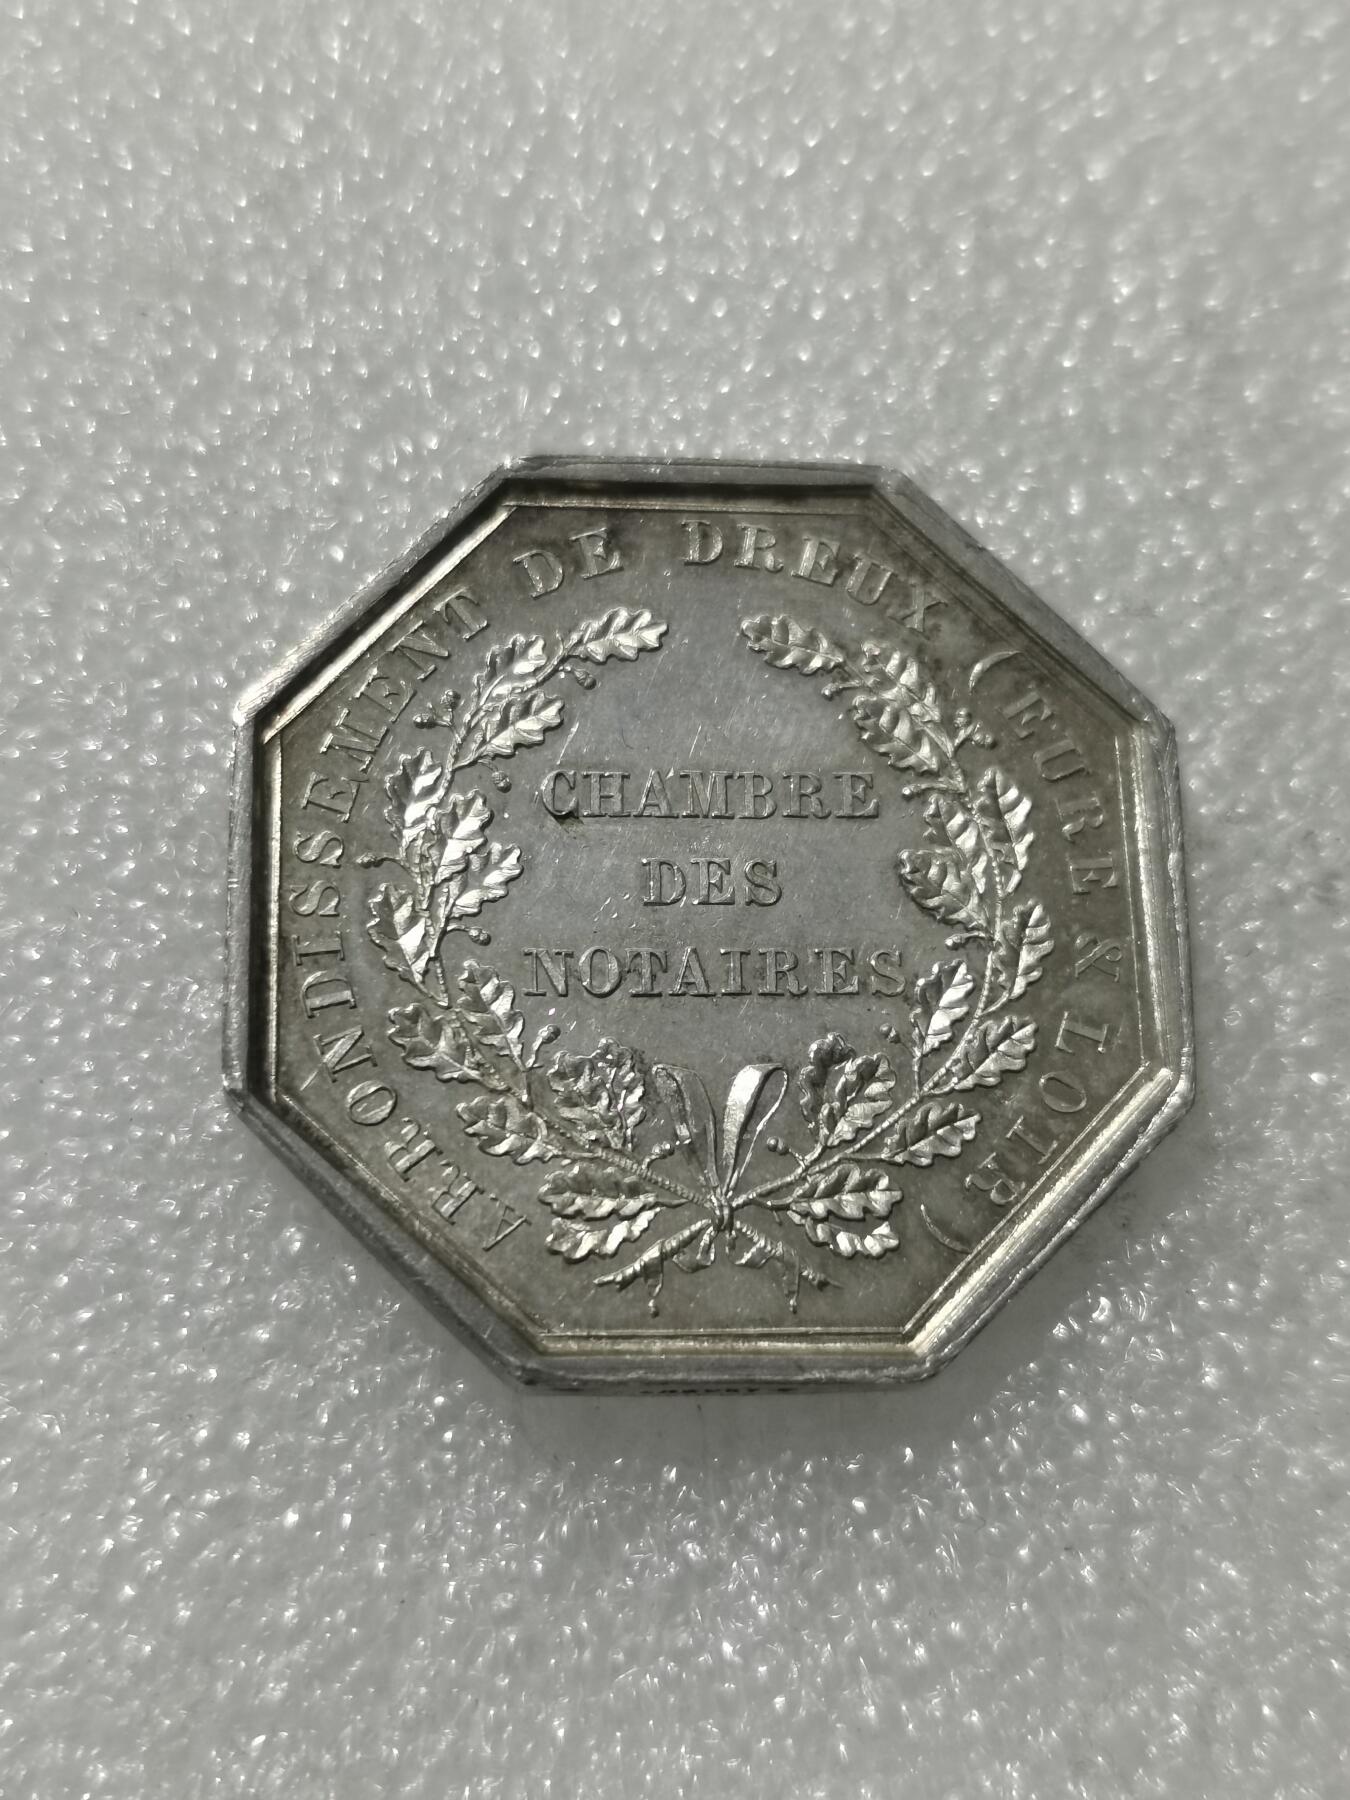 ARRONDISSEMENT DE DREUX (EURE & LOIR)
CHAMBRE
DES
NOTAIRES